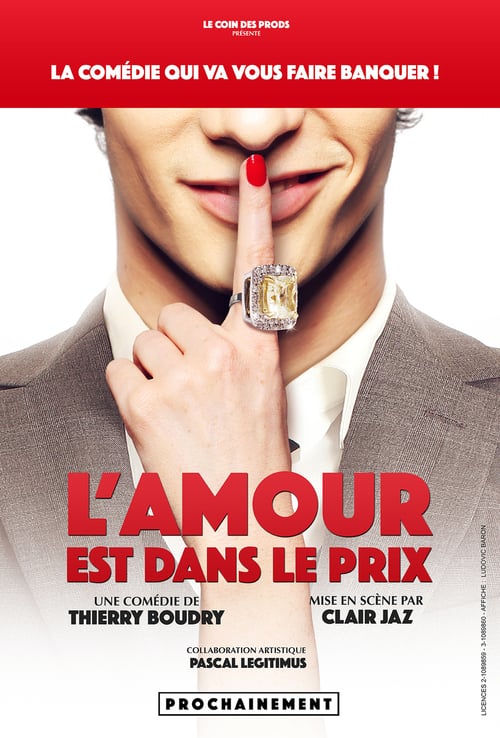 LE COIN DES PRODS
PRÉSENTE
LA COMÉDIE QUI VA VOUS FAIRE BANQUER !
L'AMOUR
EST DANS LE PRIX
UNE COMÉDIE DE
THIERRY BOUDRY
MISE EN SCÈNE PAR
CLAIR JAZ
COLLABORATION ARTISTIQUE
PASCAL LEGITIMUS
PROCHAINEMENT
LICENCES 2-1089859 - 3-1089860 - AFFICHE : LUDOVIC BARON